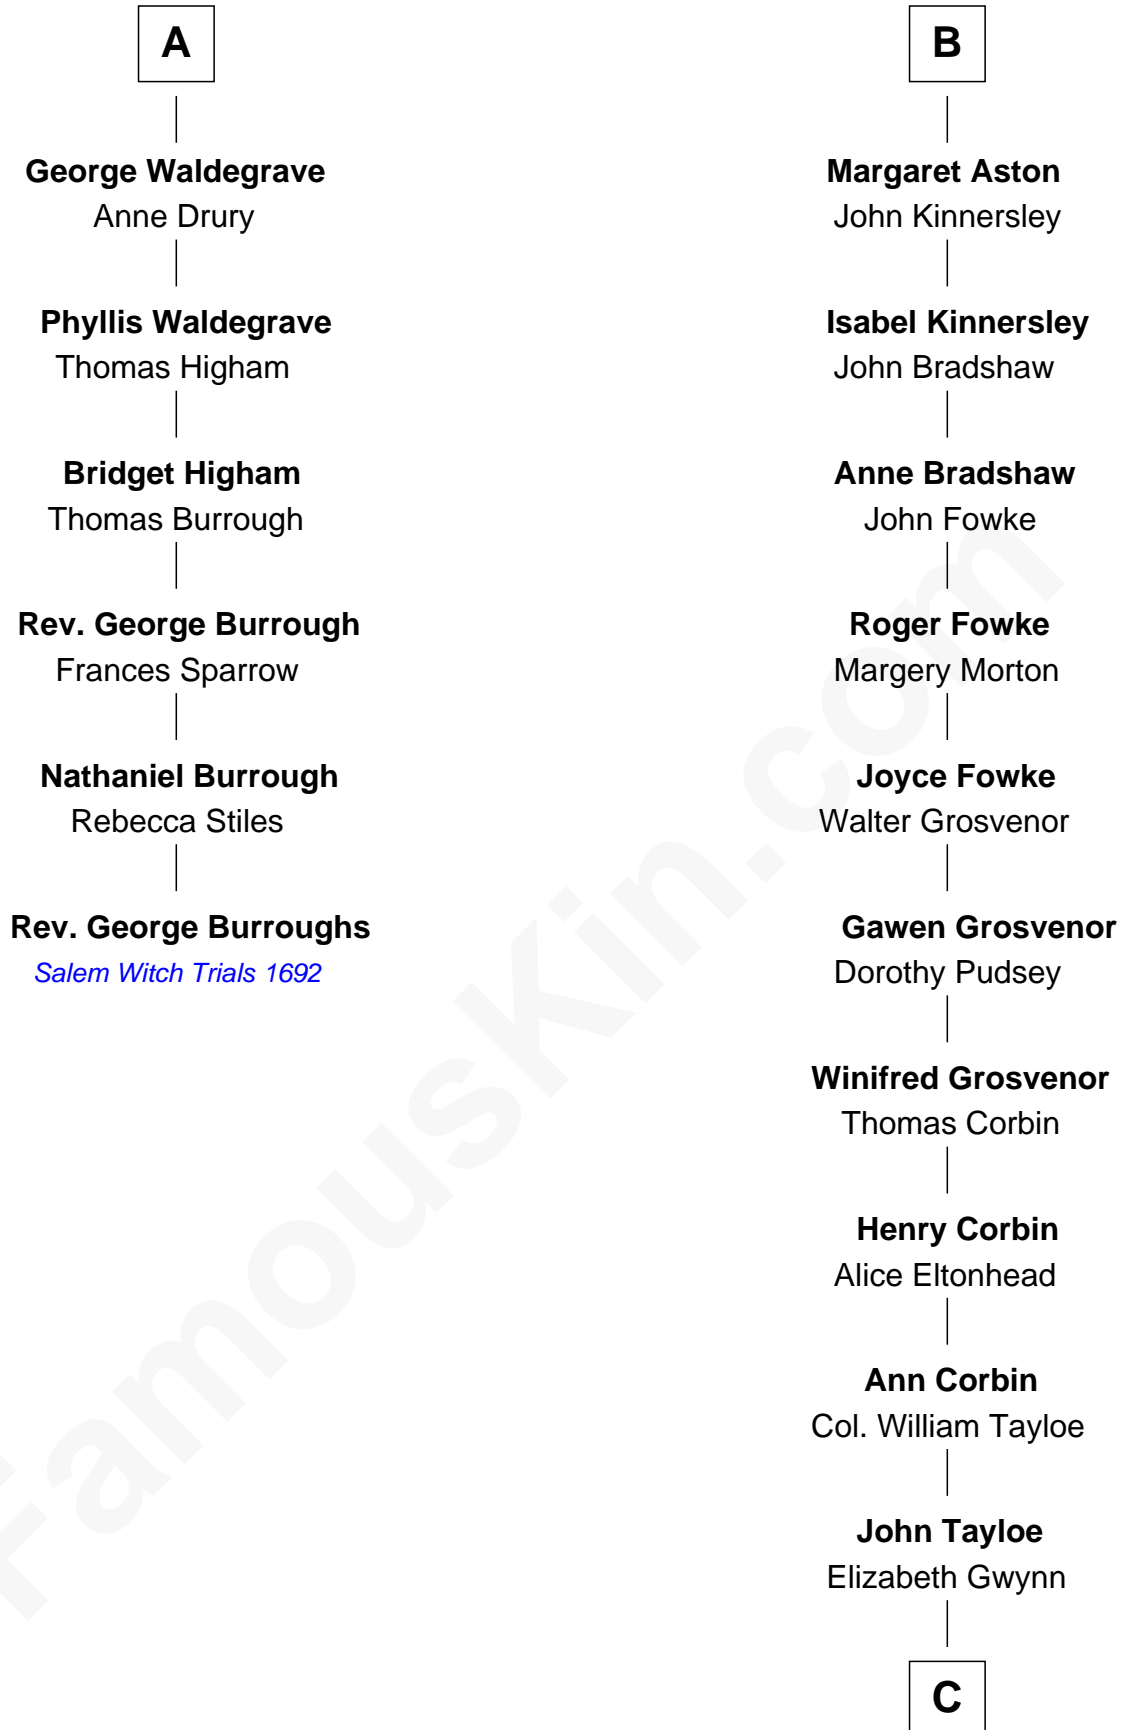 A
George Waldegrave
Anne Drury
Phyllis Waldegrave
Thomas Higham
Bridget Higham
Thomas Burrough
Rev. George Burrough
Frances Sparrow
Nathaniel Burrough
Rebecca Stiles
Rev. George Burroughs
Salem Witch Trials 1692
B
Margaret Aston
John Kinnersley
Isabel Kinnersley
John Bradshaw
Anne Bradshaw
John Fowke
Roger Fowke
Margery Morton
Joyce Fowke
Walter Grosvenor
Gawen Grosvenor
Dorothy Pudsey
Winifred Grosvenor
Thomas Corbin
Henry Corbin
Alice Eltonhead
Ann Corbin
Col. William Tayloe
John Tayloe
Elizabeth Gwynn
C
FamousKin.com